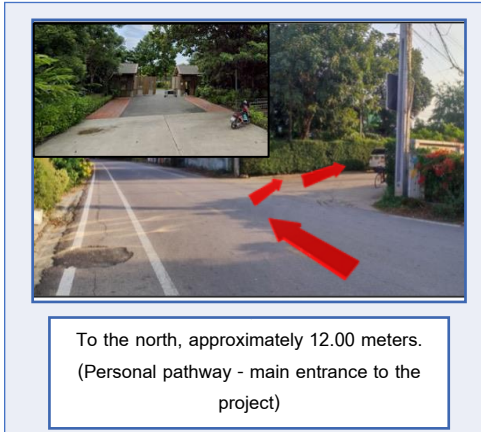 To the north, approximately 12.00 meters.
(Personal pathway - main entrance to the
project)